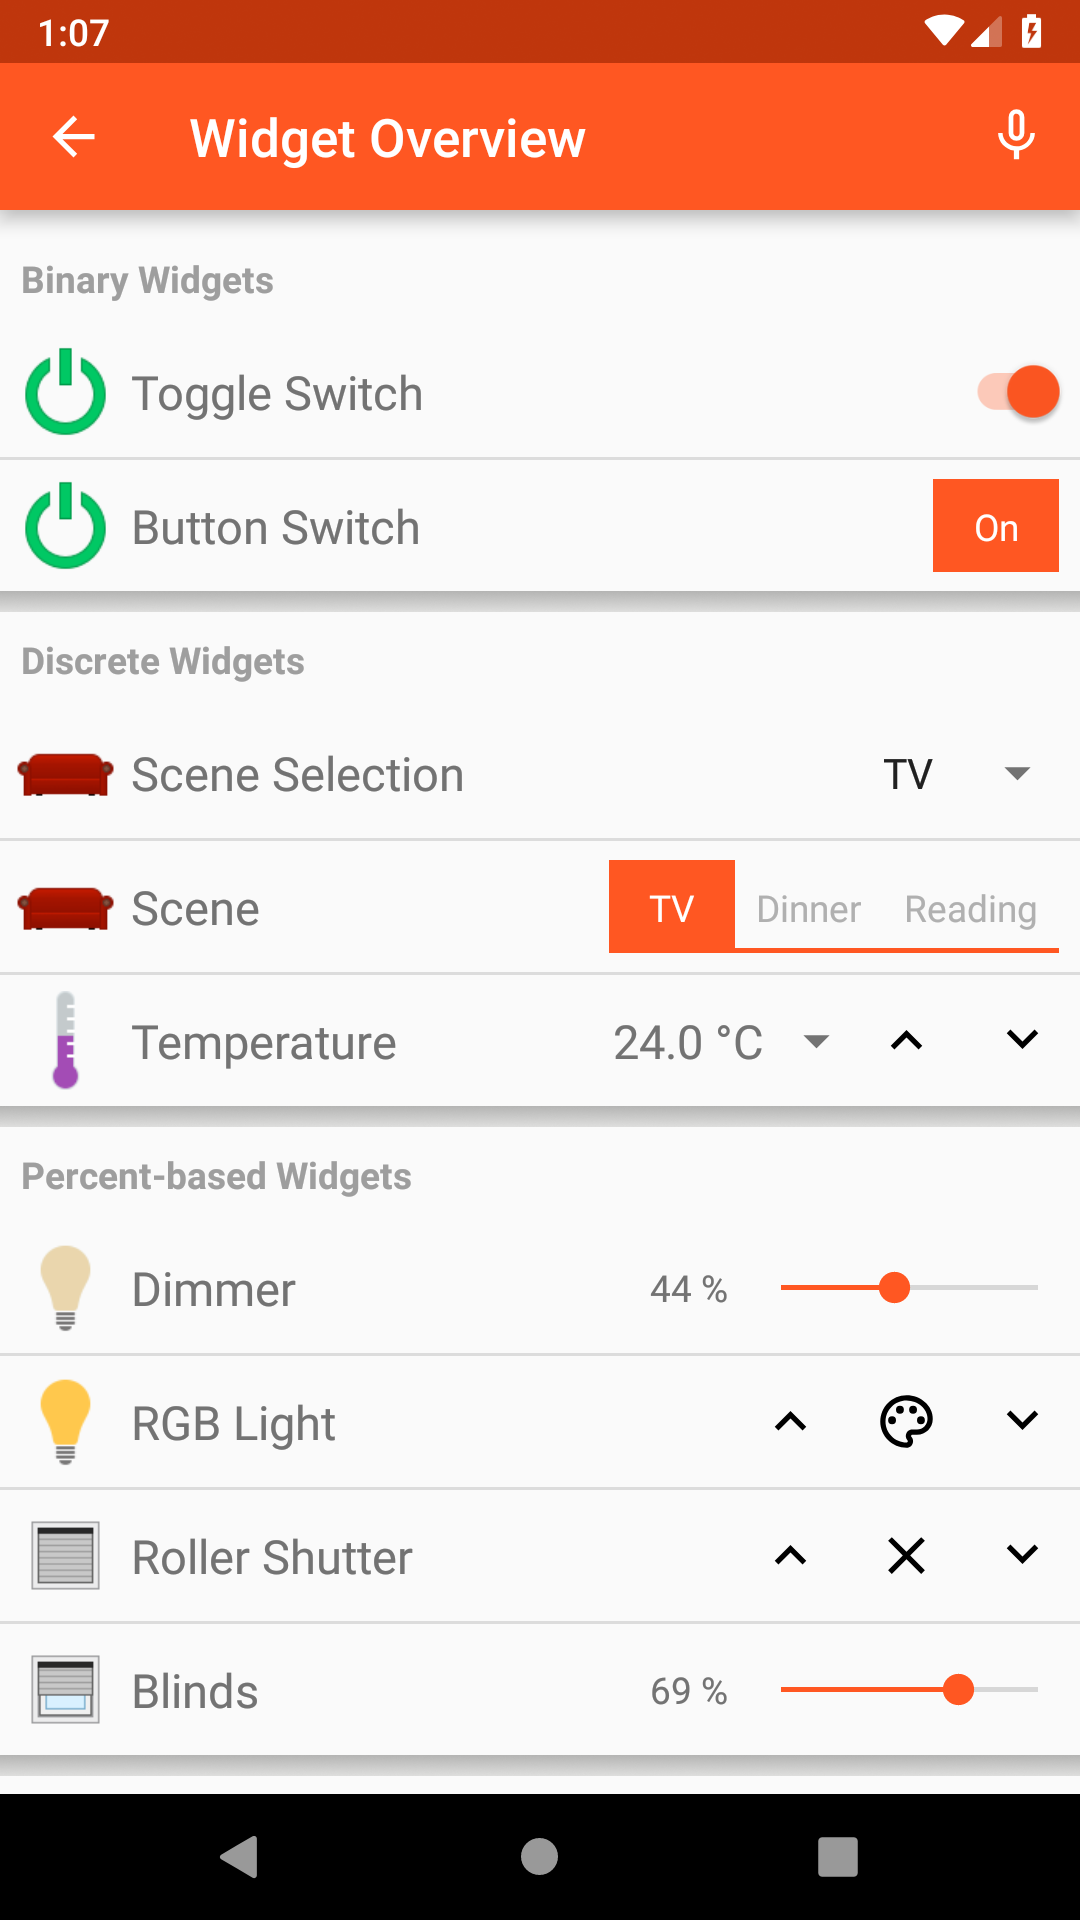 1:07
Widget Overview
Binary Widgets
Toggle Switch
Button Switch On
Discrete Widgets
Scene Selection TV
Scene TV Dinner Reading
Temperature 24.0 °C
Percent-based Widgets
Dimmer 44 %
RGB Light
Roller Shutter
Blinds 69 %